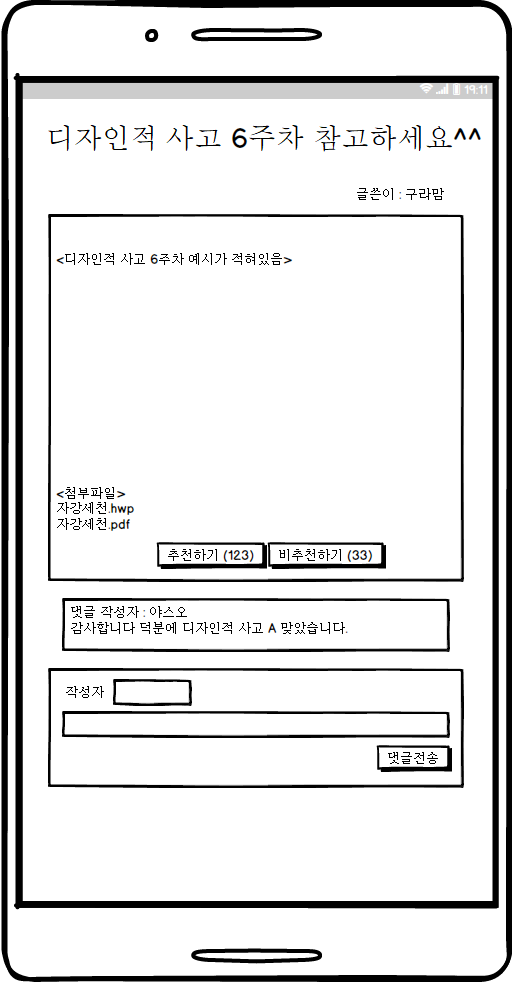 19:11
디자인적 사고 6주차 참고하세요^^
글쓴이 : 구라맘
<디자인적 사고 6주차 예시가 적혀있음>
<첨부파일>
자강세천.hwp
자강세천.pdf
추천하기 (123) 비추천하기 (33)
댓글 작성자 : 야스오
감사합니다 덕분에 디자인적 사고 A 맞았습니다.
작성자
댓글전송